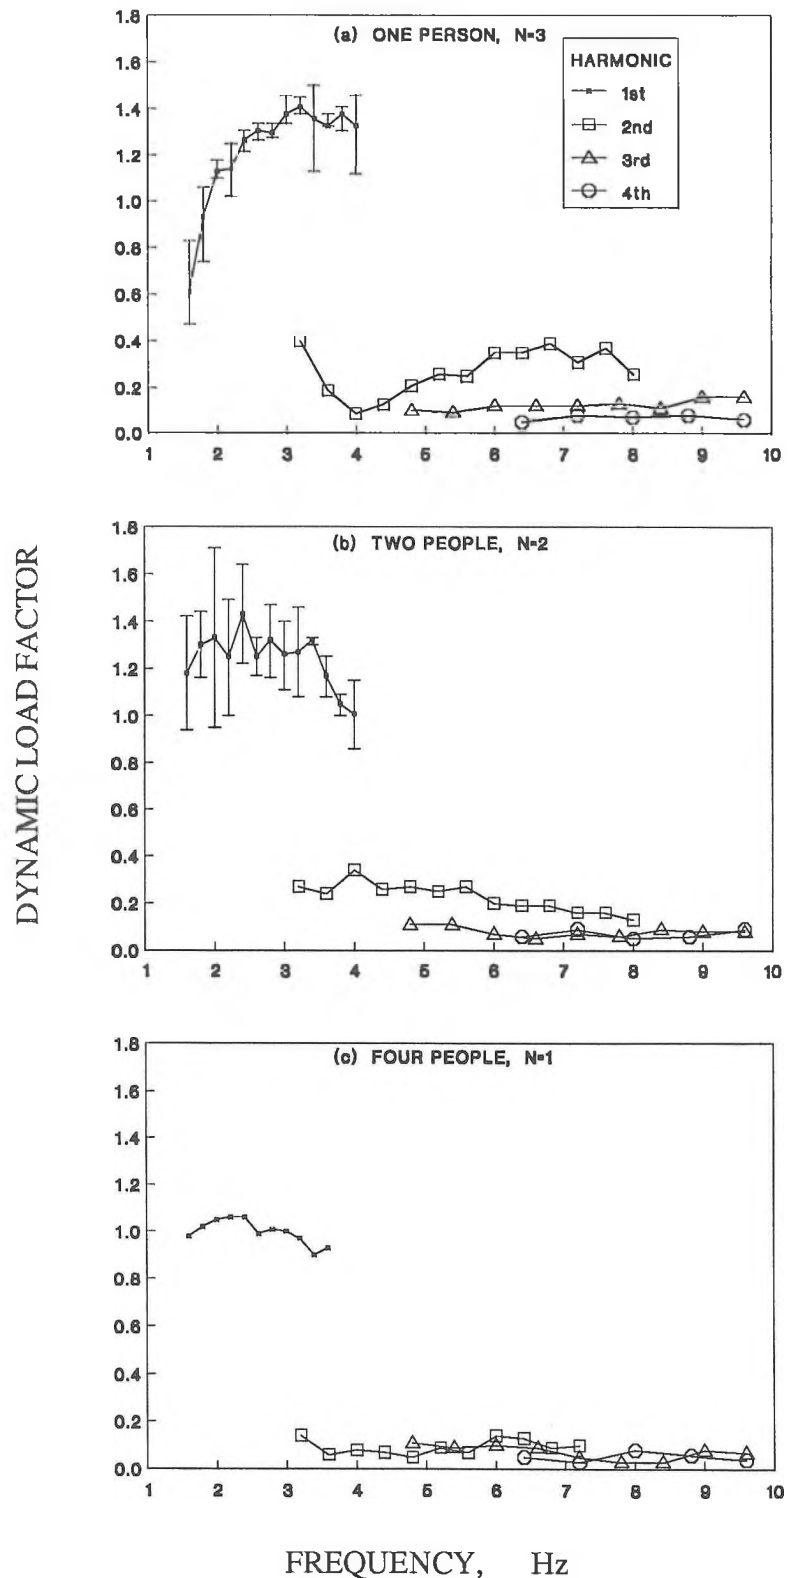 (a) ONE PERSON, N=3
HARMONIC
1st
2nd
3rd
4th
1.8
1.6
1.4
1.2
1.0
0.8
0.6
0.4
0.2
0.0
1 2 3 4 5 6 7 8 9 10
DYNAMIC LOAD FACTOR
(b) TWO PEOPLE, N=2
1.8
1.6
1.4
1.2
1.0
0.8
0.6
0.4
0.2
0.0
1 2 3 4 5 6 7 8 9 10
(c) FOUR PEOPLE, N=1
1.8
1.6
1.4
1.2
1.0
0.8
0.6
0.4
0.2
0.0
1 2 3 4 5 6 7 8 9 10
FREQUENCY, Hz